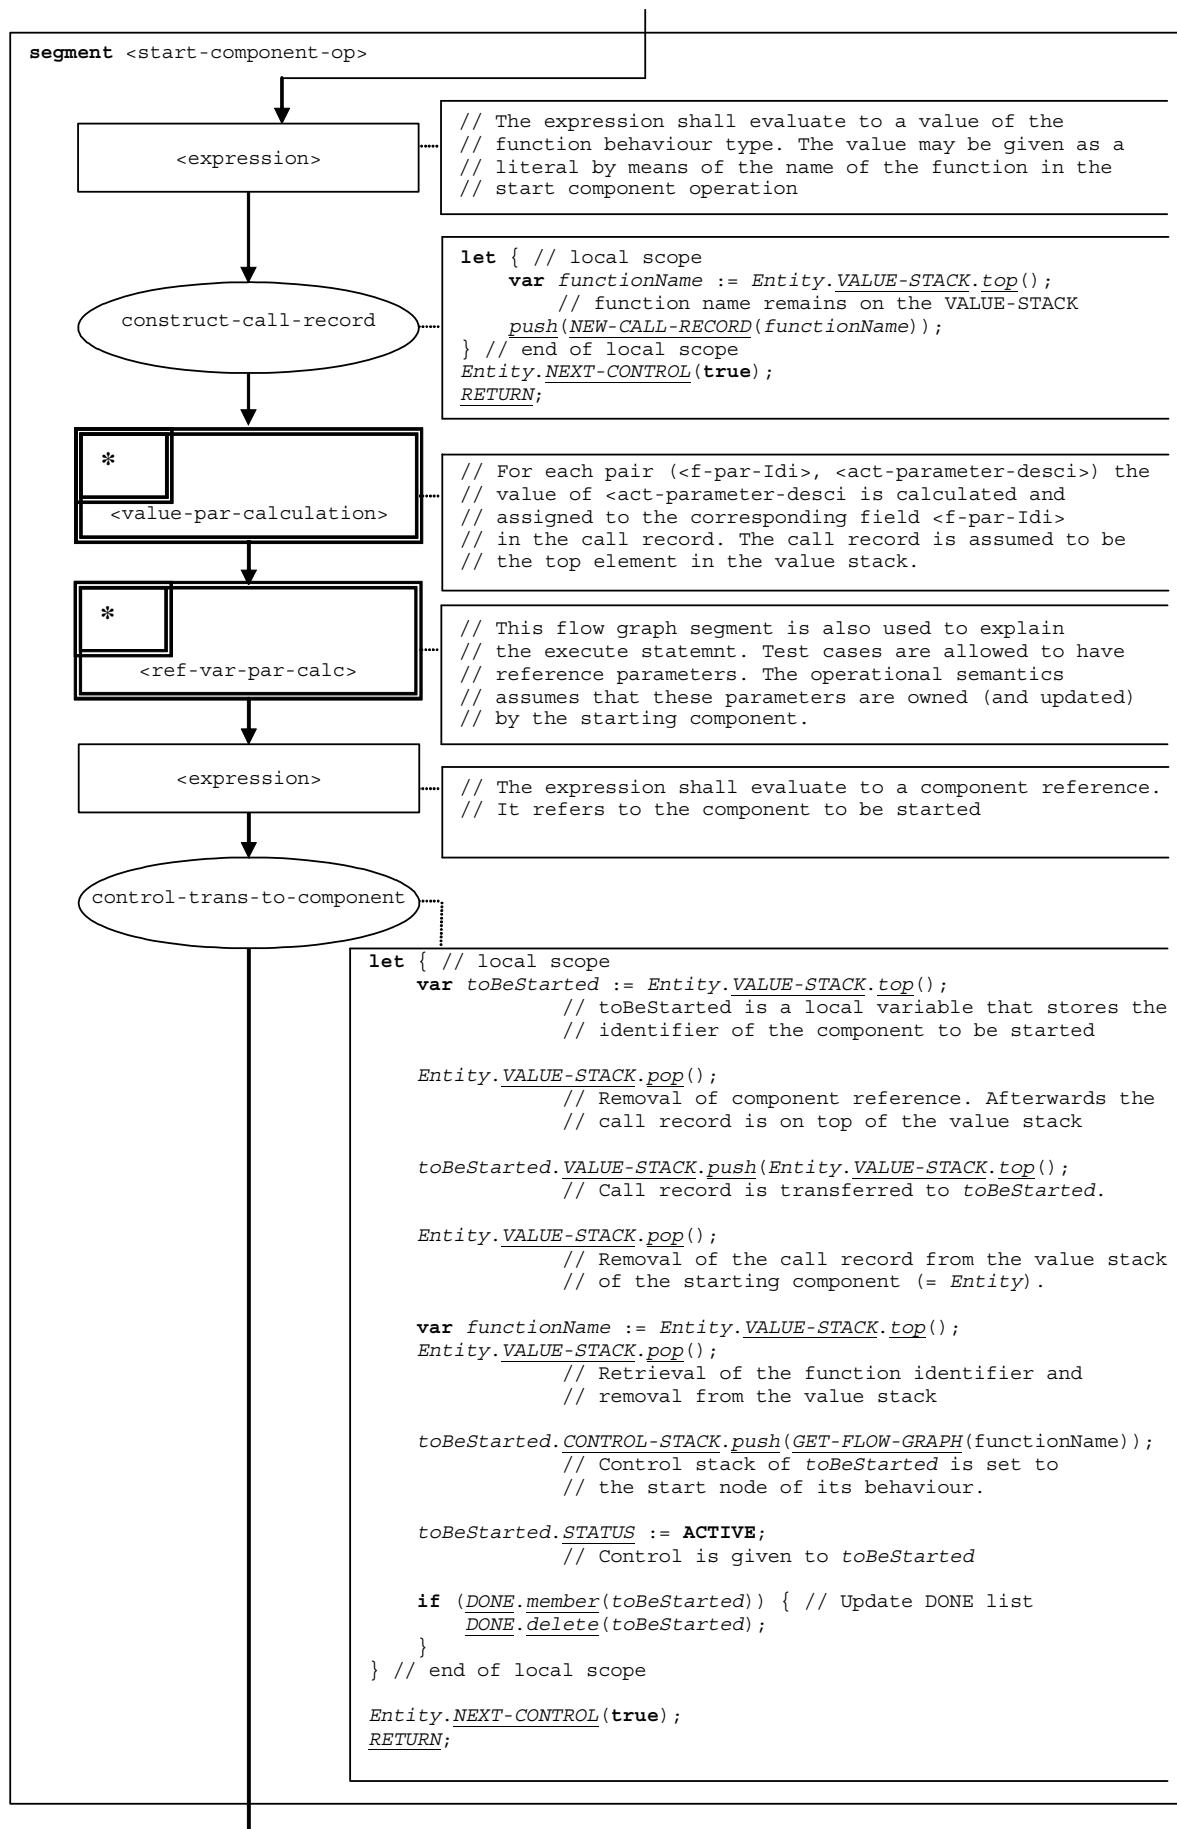 segment <start-component-op>
<expression>
// The expression shall evaluate to a value of the
// function behaviour type. The value may be given as a
// literal by means of the name of the function in the
// start component operation
construct-call-record
let { // local scope
var functionName := Entity.VALUE-STACK.top();
// function name remains on the VALUE-STACK
push(NEW-CALL-RECORD(functionName));
} // end of local scope
Entity.NEXT-CONTROL(true);
RETURN;
*
<value-par-calculation>
// For each pair (<f-par-Idi>, <act-parameter-desci>) the
// value of <act-parameter-desci is calculated and
// assigned to the corresponding field <f-par-Idi>
// in the call record. The call record is assumed to be
// the top element in the value stack.
*
<ref-var-par-calc>
// This flow graph segment is also used to explain
// the execute statemnt. Test cases are allowed to have
// reference parameters. The operational semantics
// assumes that these parameters are owned (and updated)
// by the starting component.
<expression>
// The expression shall evaluate to a component reference.
// It refers to the component to be started
control-trans-to-component
let { // local scope
var toBeStarted := Entity.VALUE-STACK.top();
// toBeStarted is a local variable that stores the
// identifier of the component to be started
Entity.VALUE-STACK.pop();
// Removal of component reference. Afterwards the
// call record is on top of the value stack
toBeStarted.VALUE-STACK.push(Entity.VALUE-STACK.top();
// Call record is transferred to toBeStarted.
Entity.VALUE-STACK.pop();
// Removal of the call record from the value stack
// of the starting component (= Entity).
var functionName := Entity.VALUE-STACK.top();
Entity.VALUE-STACK.pop();
// Retrieval of the function identifier and
// removal from the value stack
toBeStarted.CONTROL-STACK.push(GET-FLOW-GRAPH(functionName));
// Control stack of toBeStarted is set to
// the start node of its behaviour.
toBeStarted.STATUS := ACTIVE;
// Control is given to toBeStarted
if (DONE.member(toBeStarted)) { // Update DONE list
DONE.delete(toBeStarted);
}
} // end of local scope
Entity.NEXT-CONTROL(true);
RETURN;